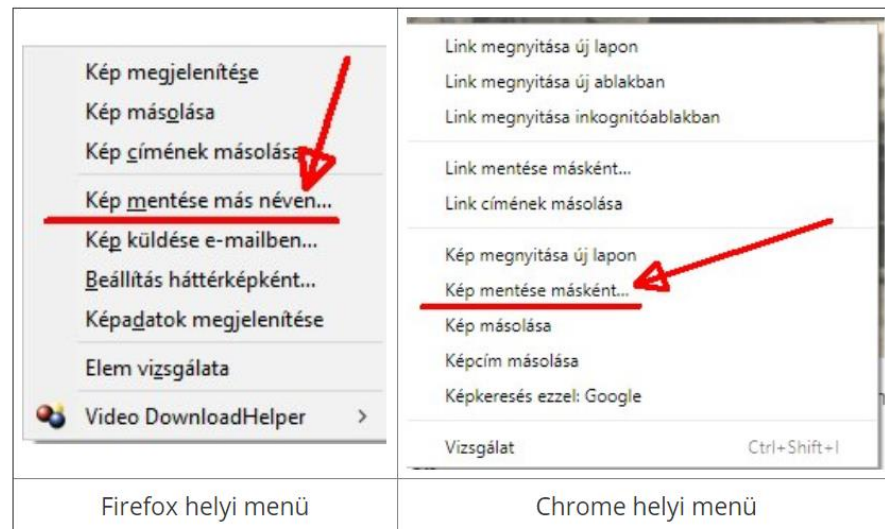 Kép megjelenítése
Kép másolása
Kép címének másolása
Kép mentése más néven...
Kép küldése e-mailben...
Beállítás háttérképként...
Képadatok megjelenítése
Elem vizsgálata
Video DownloadHelper >
Firefox helyi menü
Link megnyitása új lapon
Link megnyitása új ablakban
Link megnyitása inkognitóablakban
Link mentése másként...
Link címének másolása
Kép megnyitása új lapon
Kép mentése másként...
Kép másolása
Képcím másolása
Képkeresés ezzel: Google
Vizsgálat Ctrl+Shift+I
Chrome helyi menü